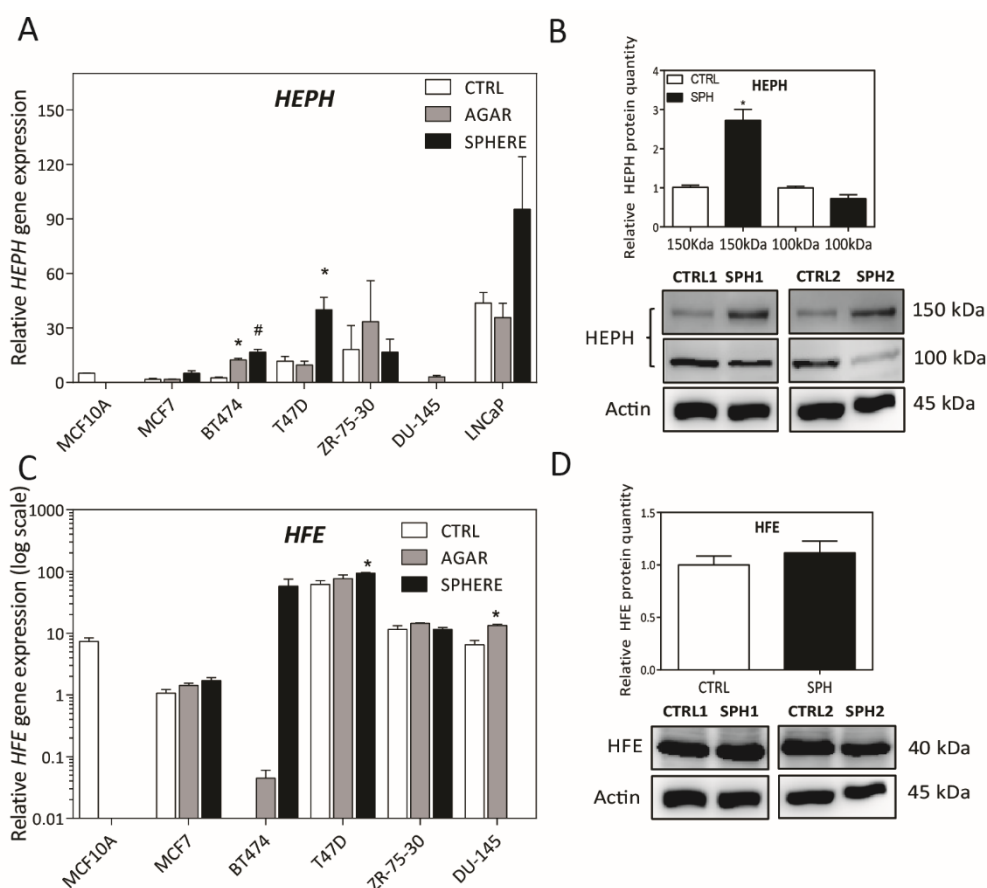 A
Relative HEPH gene expression
150
120
90
60
30
0
HEPH
CTRL
AGAR
SPHERE
*
#
*
MCF10A
MCF7
BT474
T47D
ZR-75-30
DU-145
LNCaP
B
Relative HEPH protein quantity
4
3
2
1
0
CTRL
SPH
HEPH
*
150Kda
150kDa
100kDa
100kDa
CTRL1 SPH1
CTRL2 SPH2
HEPH
150 kDa
100 kDa
Actin
45 kDa
C
Relative HFE gene expression (log scale)
1000
100
10
1
0.1
0.01
HFE
CTRL
AGAR
SPHERE
*
*
MCF10A
MCF7
BT474
T47D
ZR-75-30
DU-145
D
Relative HFE protein quantity
1.5
1.0
0.5
0.0
HFE
CTRL
SPH
CTRL1 SPH1
CTRL2 SPH2
HFE
40 kDa
Actin
45 kDa